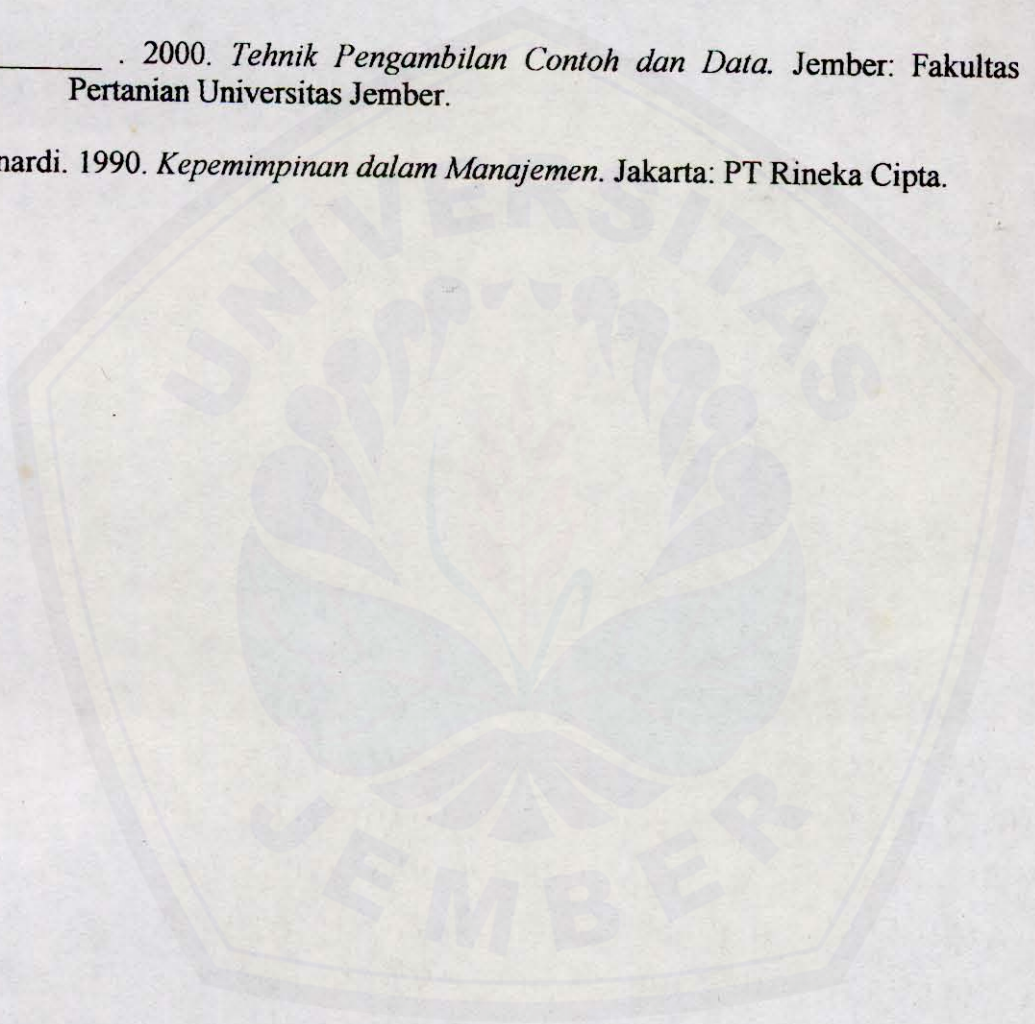 __________ . 2000. Tehnik Pengambilan Contoh dan Data. Jember: Fakultas
Pertanian Universitas Jember.
nardi. 1990. Kepemimpinan dalam Manajemen. Jakarta: PT Rineka Cipta.
UNIVERSITAS
JEMBER